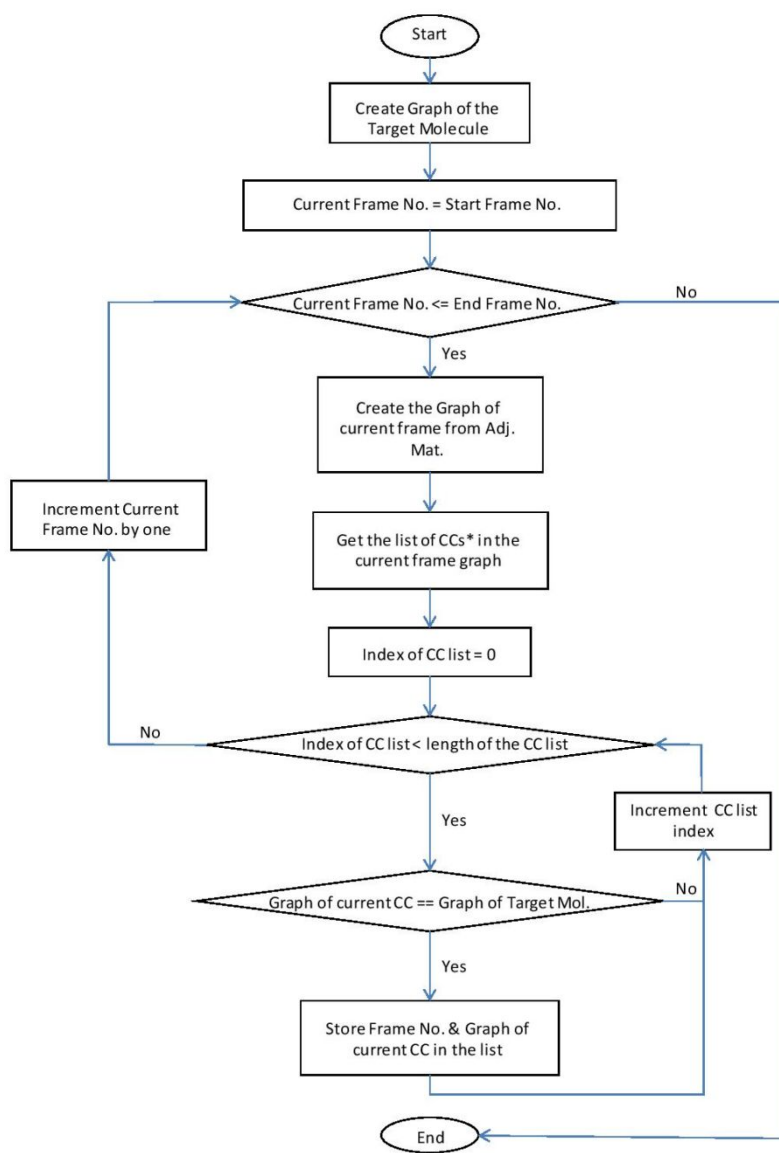 Start
Create Graph of the
Target Molecule
Current Frame No. = Start Frame No.
Current Frame No. <= End Frame No.
No
Yes
Create the Graph of
current frame from Adj.
Mat.
Increment Current
Frame No. by one
Get the list of CCs* in the
current frame graph
Index of CC list = 0
No
Index of CC list < length of the CC list
Increment CC list
index
Yes
Graph of current CC == Graph of Target Mol.
No
Yes
Store Frame No. & Graph of
current CC in the list
End